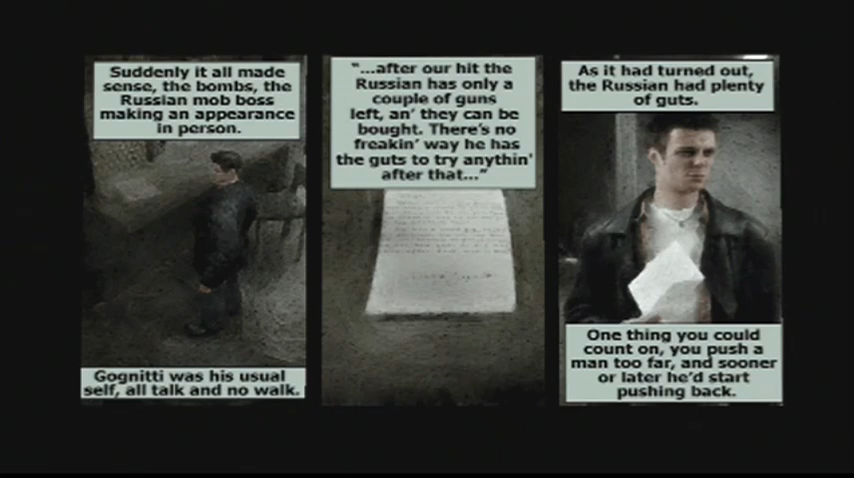 Suddenly it all made
sense, the bombs, the
Russian mob boss
making an appearance
in person.
Gognitti was his usual
self, all talk and no walk.
“...after our hit the
Russian has only a
couple of guns
left, an’ they can be
bought. There’s no
freakin’ way he has
the guts to try anythin’
after that...”
As it had turned out,
the Russian had plenty
of guts.
One thing you could
count on, you push a
man too far, and sooner
or later he’d start
pushing back.